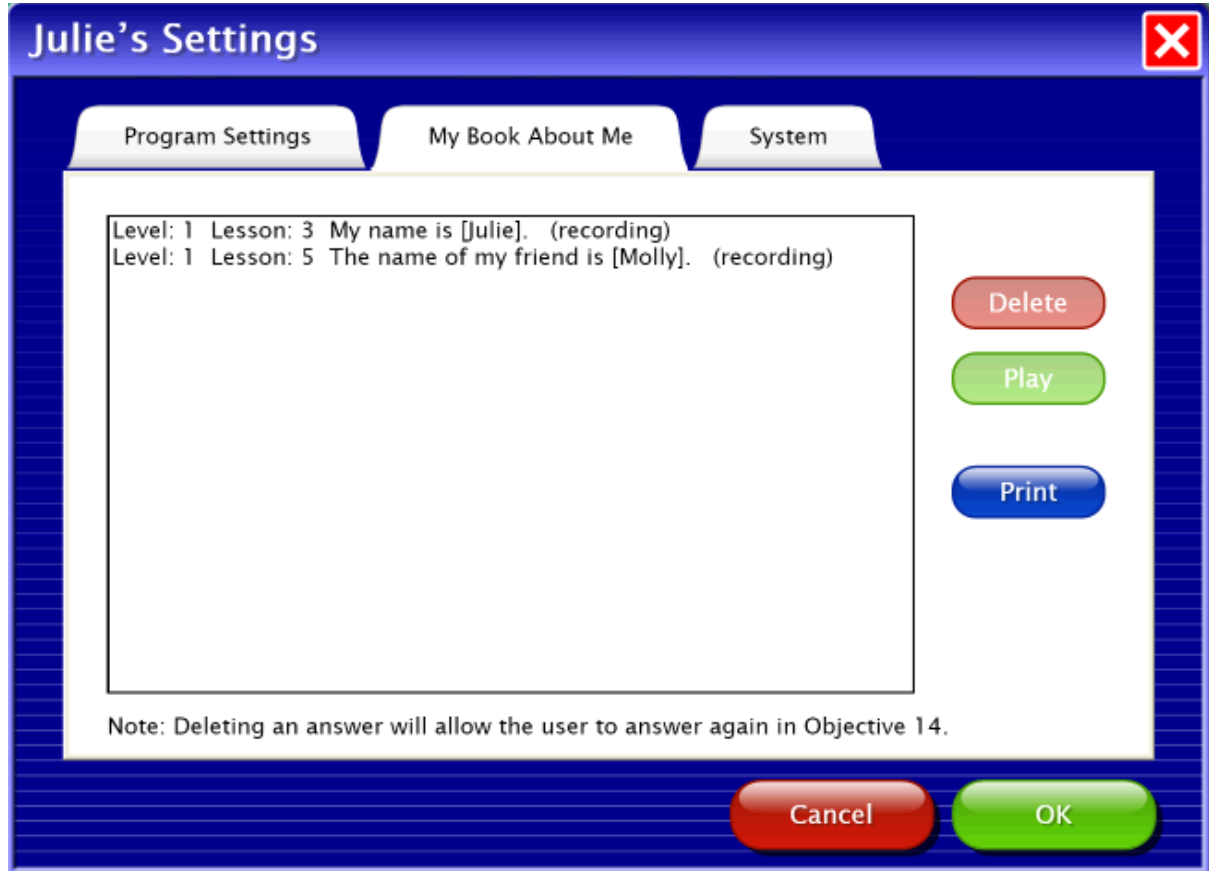 Julie's Settings
Program Settings
My Book About Me
System
Level: 1 Lesson: 3 My name is [Julie]. (recording)
Level: 1 Lesson: 5 The name of my friend is [Molly]. (recording)
Delete
Play
Print
Note: Deleting an answer will allow the user to answer again in Objective 14.
Cancel
OK